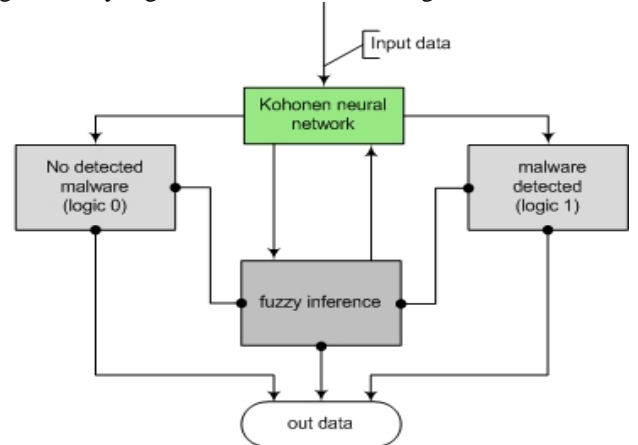 Input data
Kohonen neural
network
No detected
malware
(logic 0)
malware
detected
(logic 1)
fuzzy inference
out data